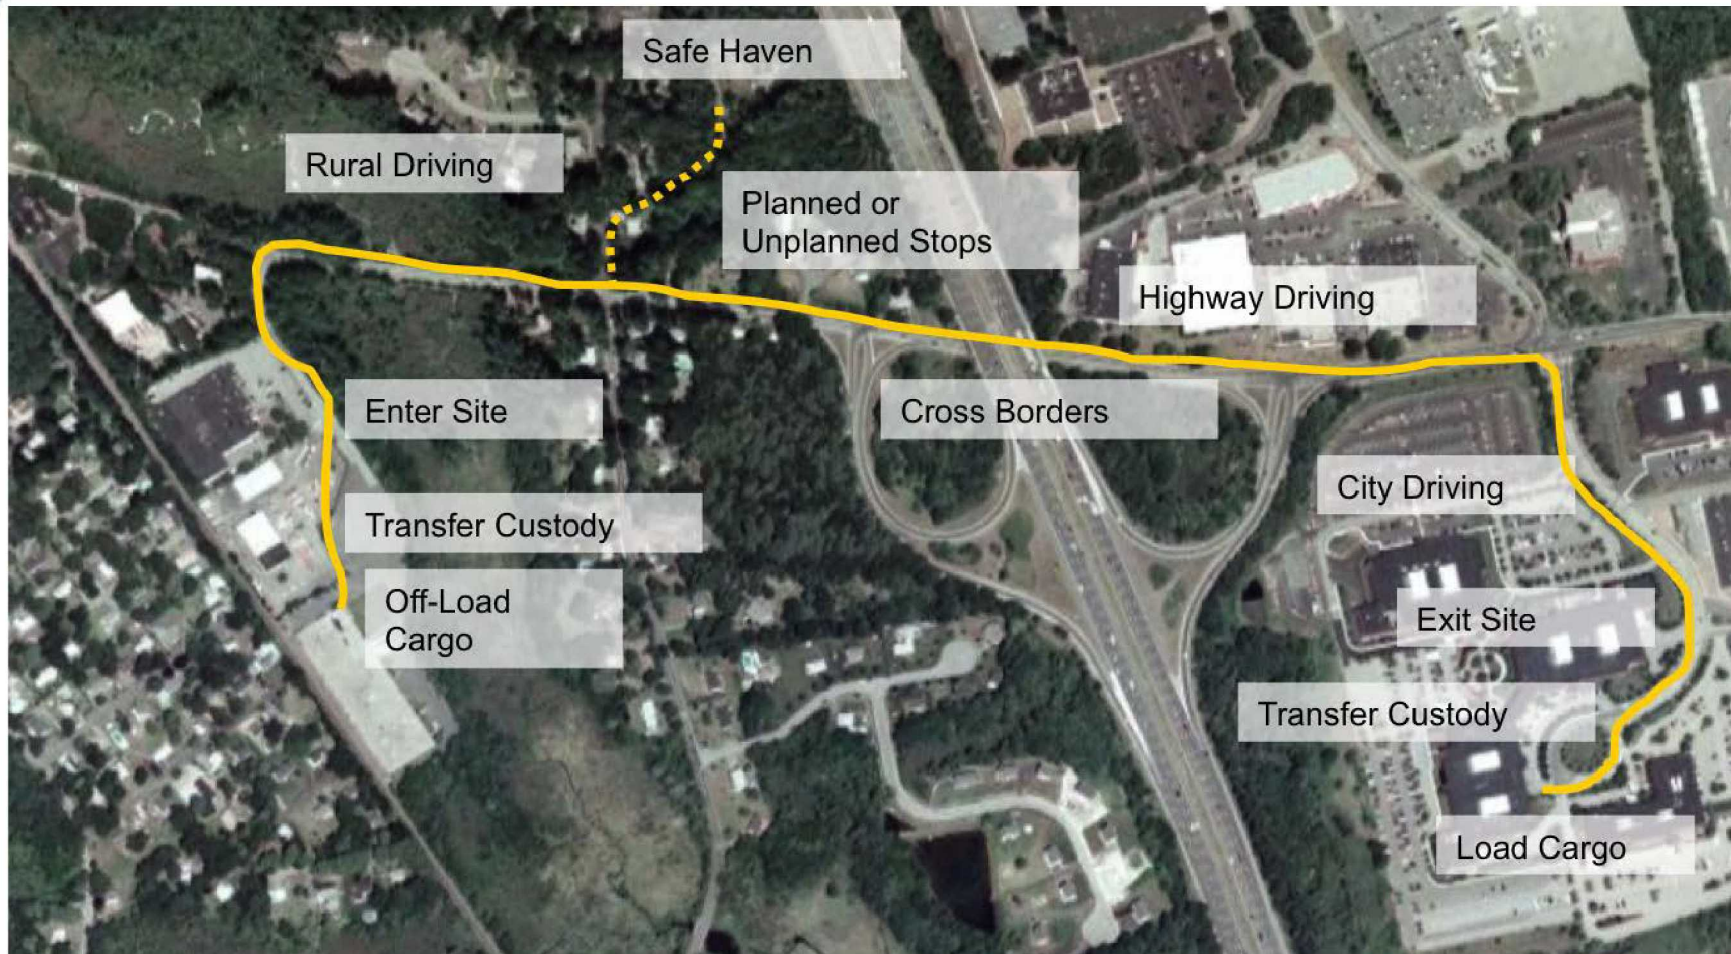 Safe Haven
Rural Driving
Planned or
Unplanned Stops
Highway Driving
Enter Site
Cross Borders
City Driving
Transfer Custody
Off-Load
Cargo
Exit Site
Transfer Custody
Load Cargo